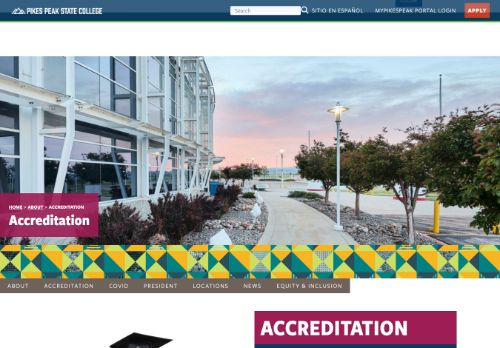 PIKES PEAK STATE COLLEGE
Search
SITIO EN ESPAÑOL
MYPIKESPEAK PORTAL LOGIN
APPLY
HOME > ABOUT > ACCREDITATION
Accreditation
ABOUT
ACCREDITATION
COVID
PRESIDENT
LOCATIONS
NEWS
EQUITY & INCLUSION
ACCREDITATION